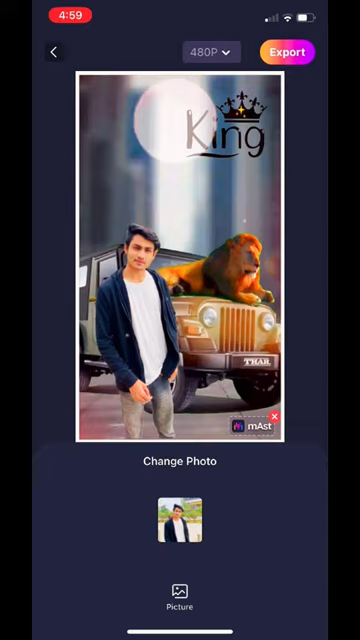 4:59
480P
Export
King
THAR
mAst
Change Photo
Picture